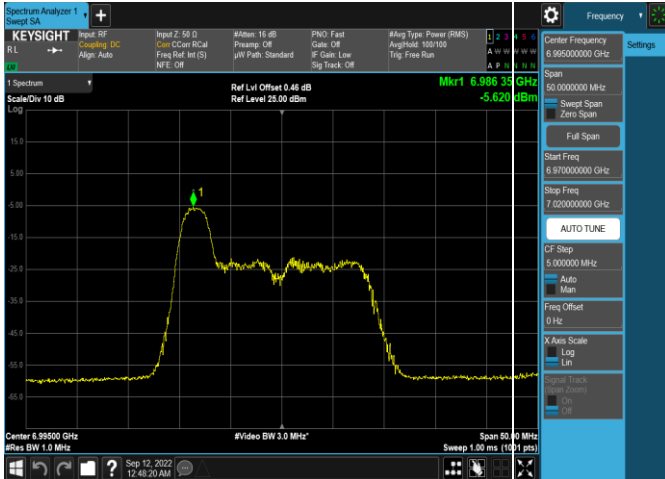 Spectrum Analyzer 1
Swept SA
Frequency
Settings
KEYSIGHT
RL
LV
Input: RF
Coupling: DC
Align: Auto
Input Z: 50 Ω
Corr CCorr RCal
Freq Ref: Int (S)
NFE: Off
#Atten: 16 dB
Preamp: Off
µW Path: Standard
PNO: Fast
Gate: Off
IF Gain: Low
Sig Track: Off
#Avg Type: Power (RMS)
Avg|Hold: 100/100
Trig: Free Run
1 2 3 4 5 6
A W W W W W
A P N N N N
1 Spectrum
Scale/Div 10 dB
Log
Ref Lvl Offset 0.46 dB
Ref Level 25.00 dBm
Mkr1 6.986 35 GHz
-5.620 dBm
15.0
5.00
-5.00
-15.0
-25.0
-35.0
-45.0
-55.0
-65.0
1
Center 6.99500 GHz
#Res BW 1.0 MHz
#Video BW 3.0 MHz*
Span 50.00 MHz
Sweep 1.00 ms (1001 pts)
Sep 12, 2022
12:48:20 AM
Center Frequency
6.995000000 GHz
Span
50.0000000 MHz
Swept Span
Zero Span
Full Span
Start Freq
6.970000000 GHz
Stop Freq
7.020000000 GHz
AUTO TUNE
CF Step
5.000000 MHz
Auto
Man
Freq Offset
0 Hz
X Axis Scale
Log
Lin
Signal Track
(Span Zoom)
On
Off